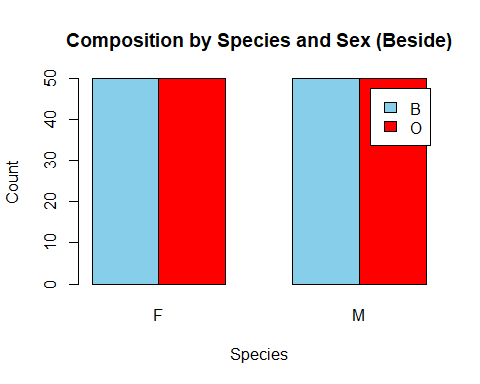 Composition by Species and Sex (Beside)
Count
50
40
30
20
10
0
B
O
F
M
Species